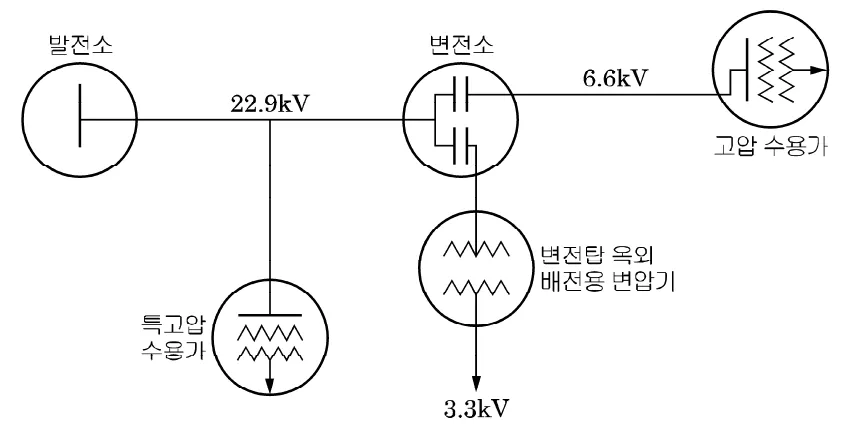 발전소
변전소
22.9kV
6.6kV
고압 수용가
변전탑 옥외
배전용 변압기
특고압
수용가
3.3kV